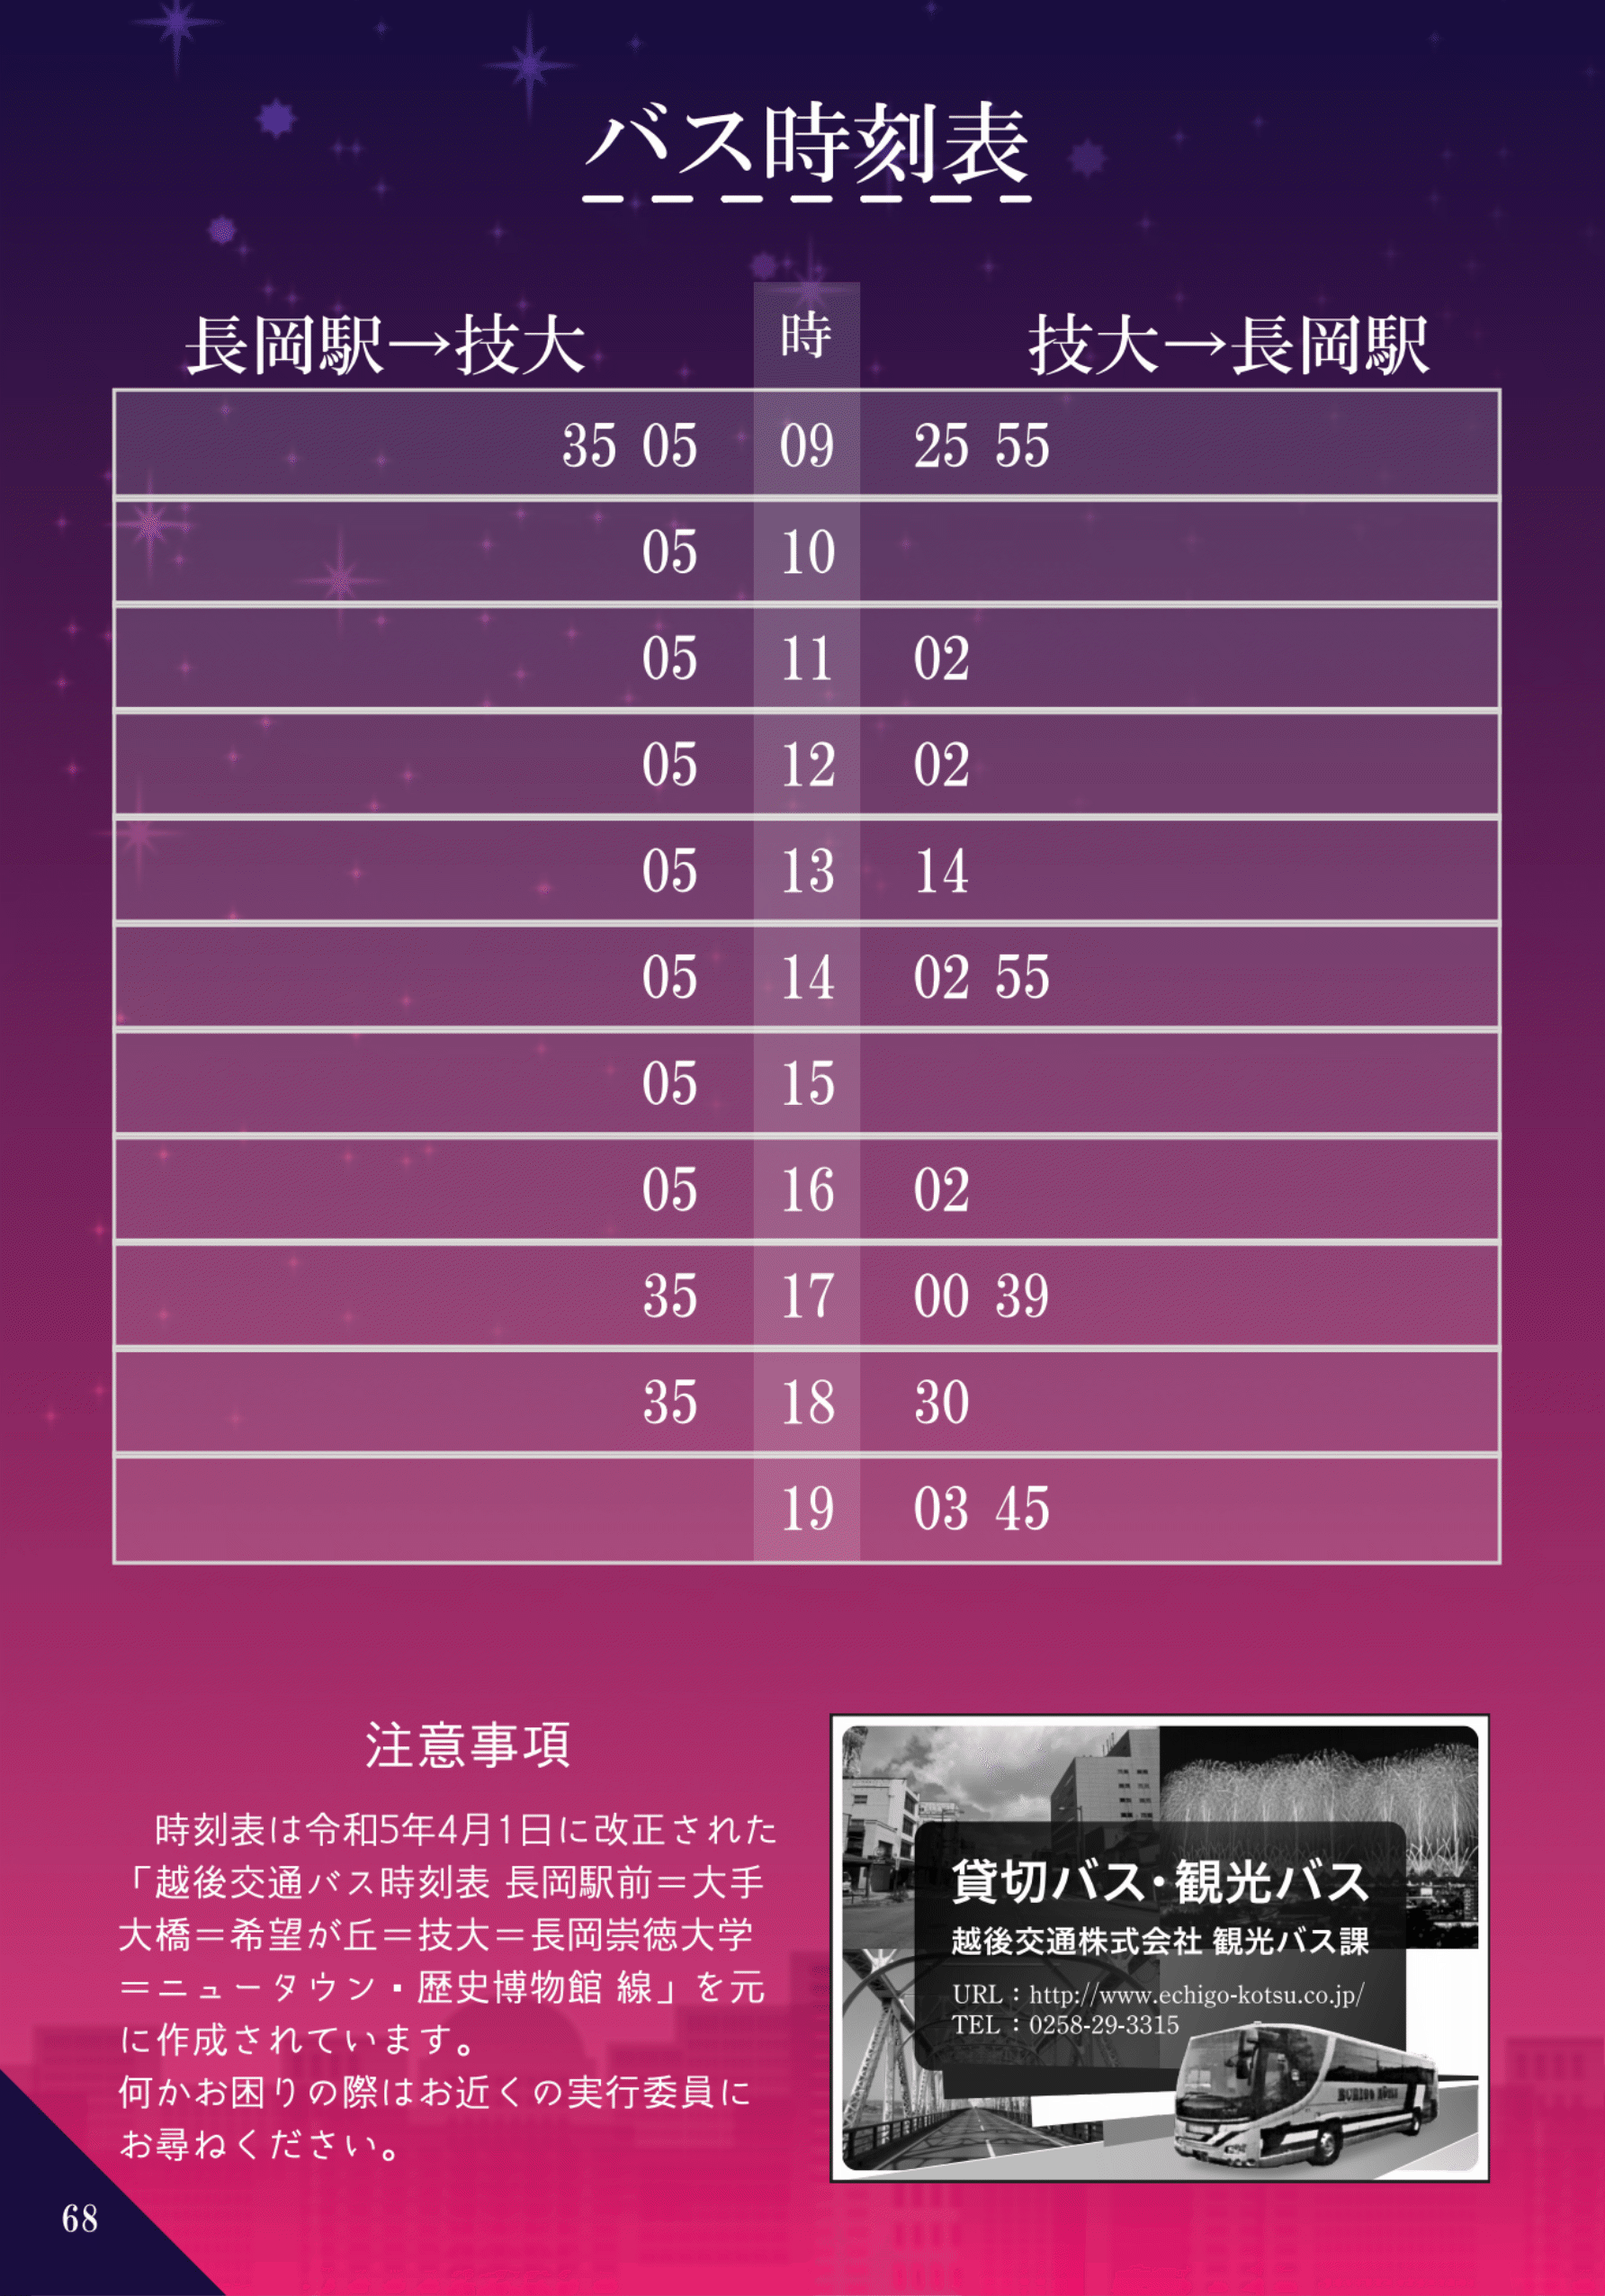 バス時刻表
長岡駅→技大 時 技大→長岡駅
35 05 09 25 55
05 10
05 11 02
05 12 02
05 13 14
05 14 02 55
05 15
05 16 02
35 17 00 39
35 18 30
19 03 45
注意事項
時刻表は令和5年4月1日に改正された
「越後交通バス時刻表 長岡駅前＝大手
大橋＝希望が丘＝技大＝長岡崇徳大学
＝ニュータウン・歴史博物館 線」を元
に作成されています。
何かお困りの際はお近くの実行委員に
お尋ねください。
貸切バス・観光バス
越後交通株式会社 観光バス課
URL：http://www.echigo-kotsu.co.jp/
TEL：0258-29-3315
68